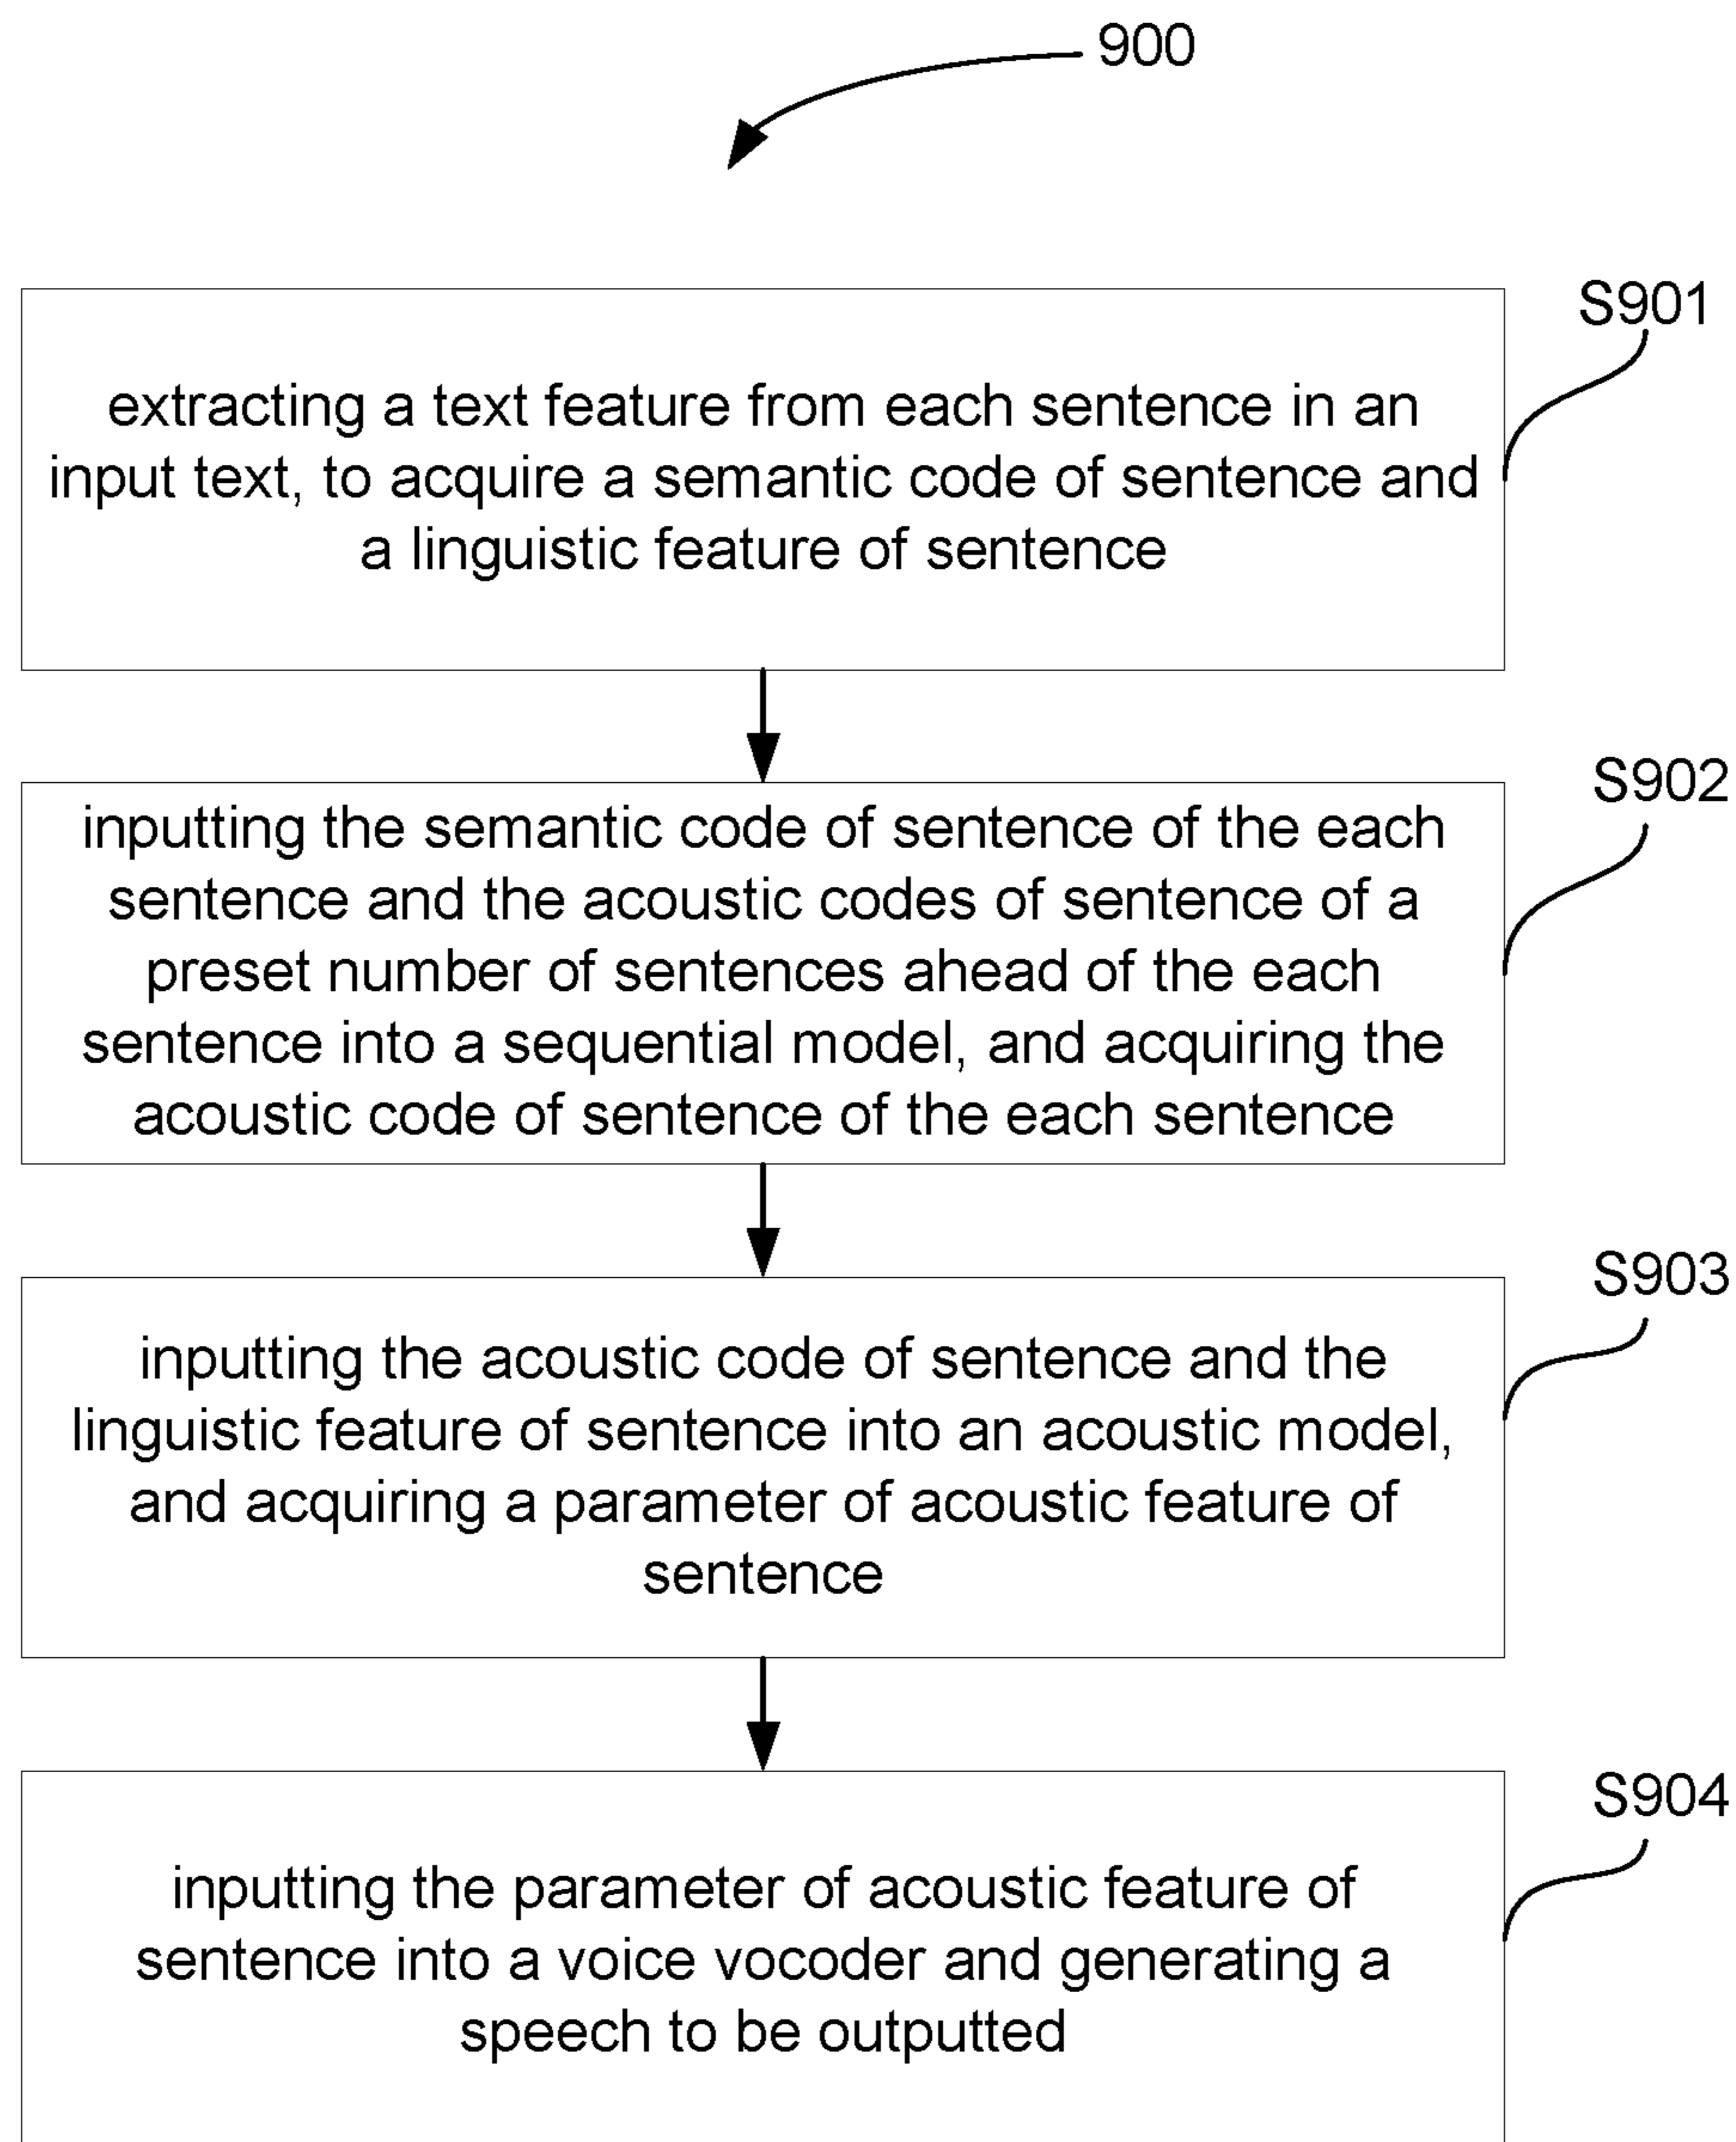 900
S901
extracting a text feature from each sentence in an
input text, to acquire a semantic code of sentence and
a linguistic feature of sentence
S902
inputting the semantic code of sentence of the each
sentence and the acoustic codes of sentence of a
preset number of sentences ahead of the each
sentence into a sequential model, and acquiring the
acoustic code of sentence of the each sentence
S903
inputting the acoustic code of sentence and the
linguistic feature of sentence into an acoustic model,
and acquiring a parameter of acoustic feature of
sentence
S904
inputting the parameter of acoustic feature of
sentence into a voice vocoder and generating a
speech to be outputted